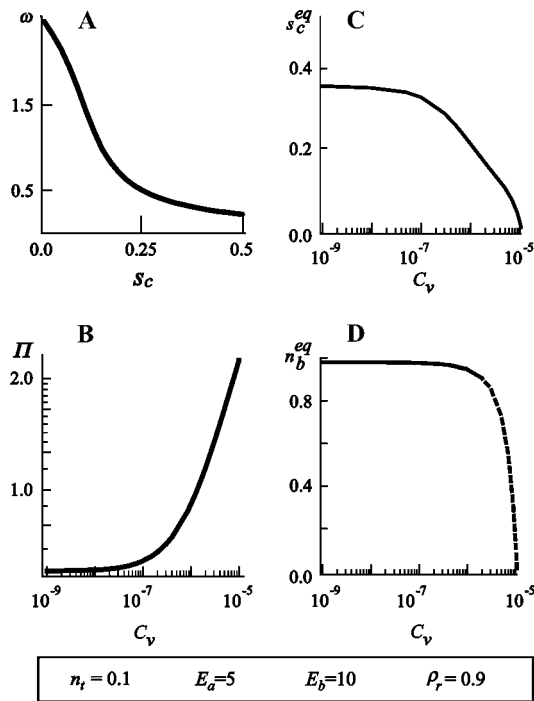 A
ω
1.5
0.5
0.0 0.25 0.5
s_c
C
s_c^eq
0.4
0.2
0.0
10^-9 10^-7 10^-5
C_v
B
Π
2.0
1.0
10^-9 10^-7 10^-5
C_v
D
n_b^eq
0.8
0.4
0.0
10^-9 10^-7 10^-5
C_v
n_t = 0.1 E_a=5 E_b=10 ρ_r = 0.9